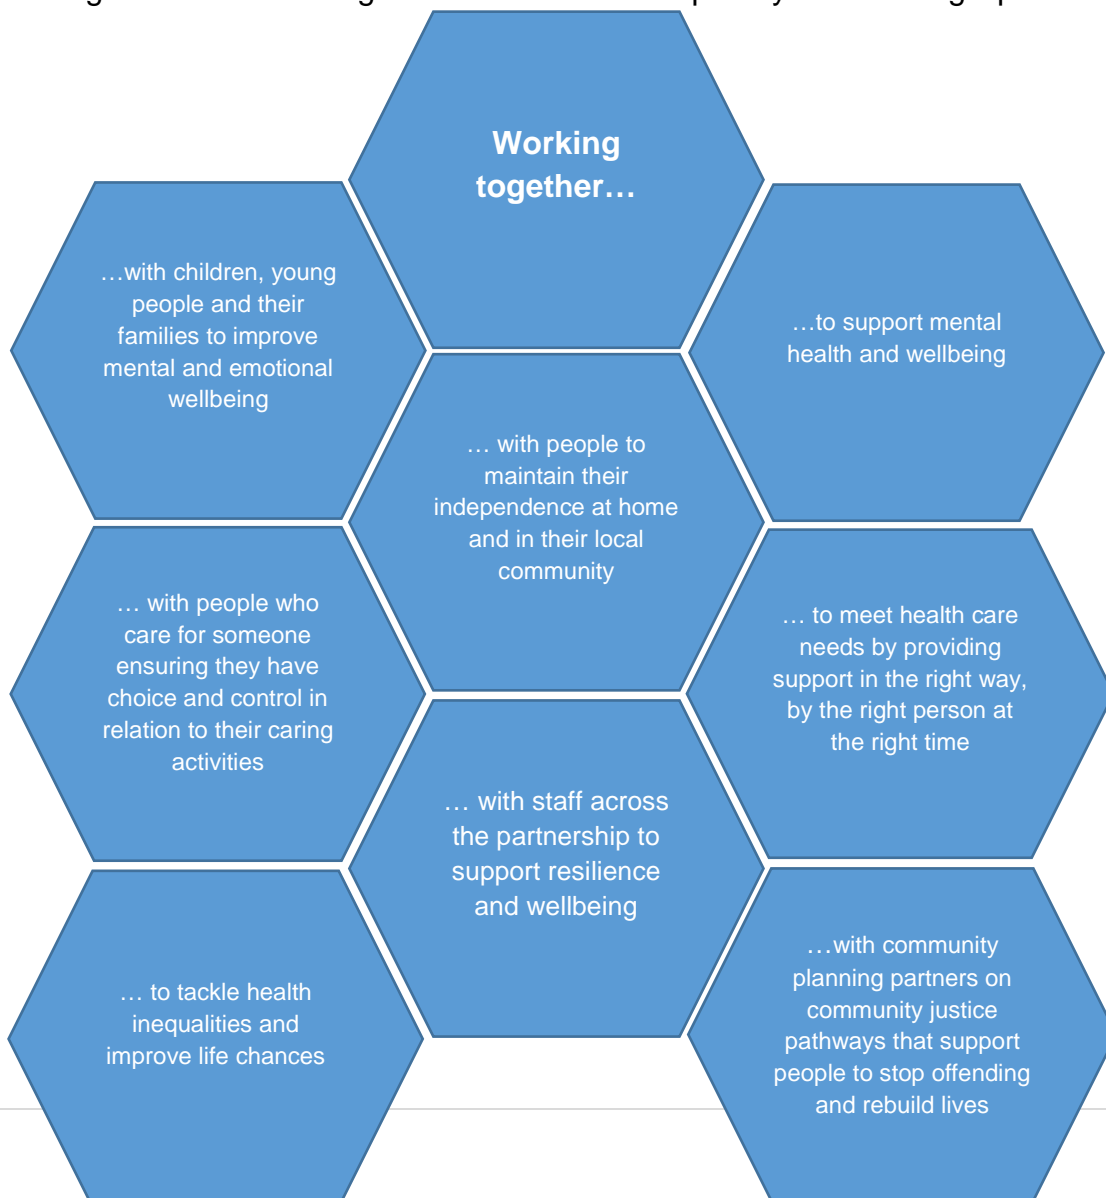 Working
together…
…with children, young
people and their
families to improve
mental and emotional
wellbeing
…to support mental
health and wellbeing
… with people to
maintain their
independence at home
and in their local
community
… with people who
care for someone
ensuring they have
choice and control in
relation to their caring
activities
… to meet health care
needs by providing
support in the right way,
by the right person at
the right time
… with staff across
the partnership to
support resilience
and wellbeing
… to tackle health
inequalities and
improve life chances
…with community
planning partners on
community justice
pathways that support
people to stop offending
and rebuild lives